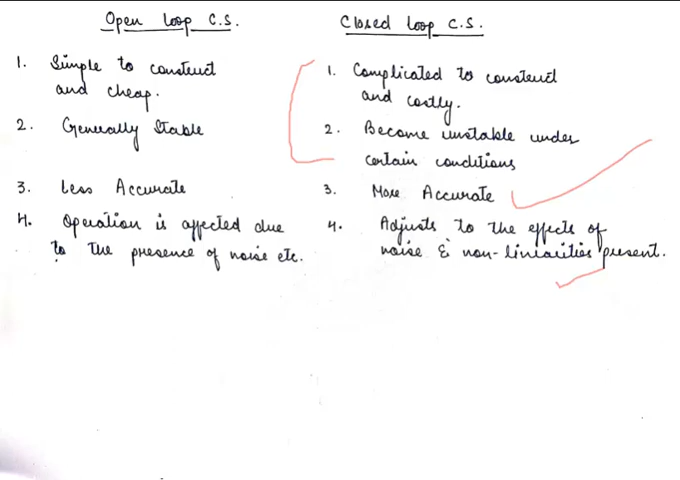 Open loop C.S.
1. Simple to construct
and cheap.
2. Generally Stable
3. Less Accurate
4. Operation is affected due
to the presence of noise etc.
Closed loop C.S.
1. Complicated to construct
and costly.
2. Become unstable under
certain conditions
3. More Accurate
4. Adjusts to the effects of
noise & non-liniarities present.